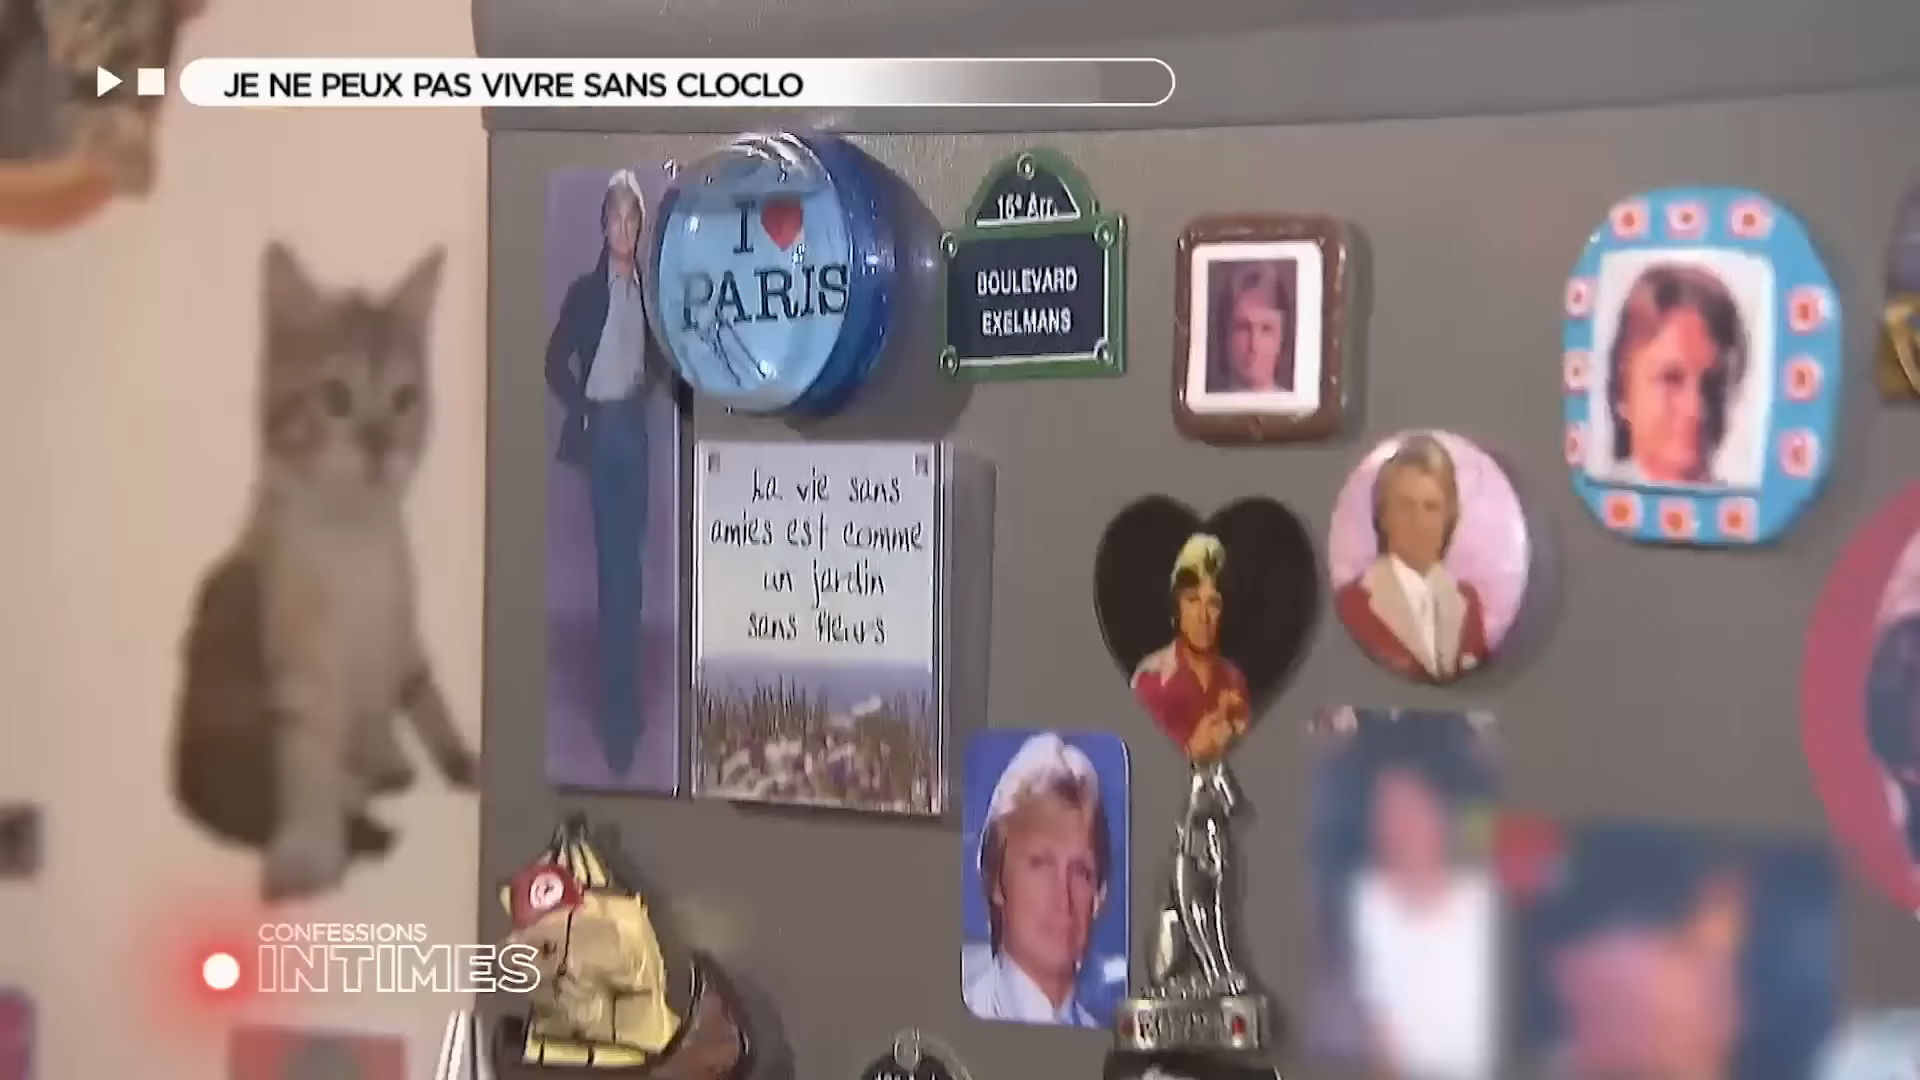 JE NE PEUX PAS VIVRE SANS CLOCLO
I
PARIS
16e Arr.
BOULEVARD
EXELMANS
La vie sans
amies est comme
un jardin
sans fleurs
CONFESSIONS
INTIMES